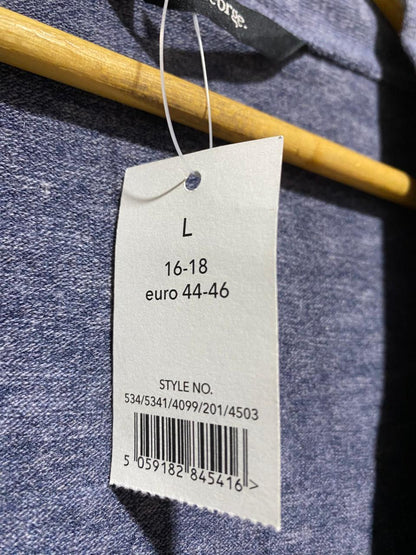 eorge.
L
16-18
euro 44-46
STYLE NO.
534/5341/4099/201/4503
5 059182 845416 >